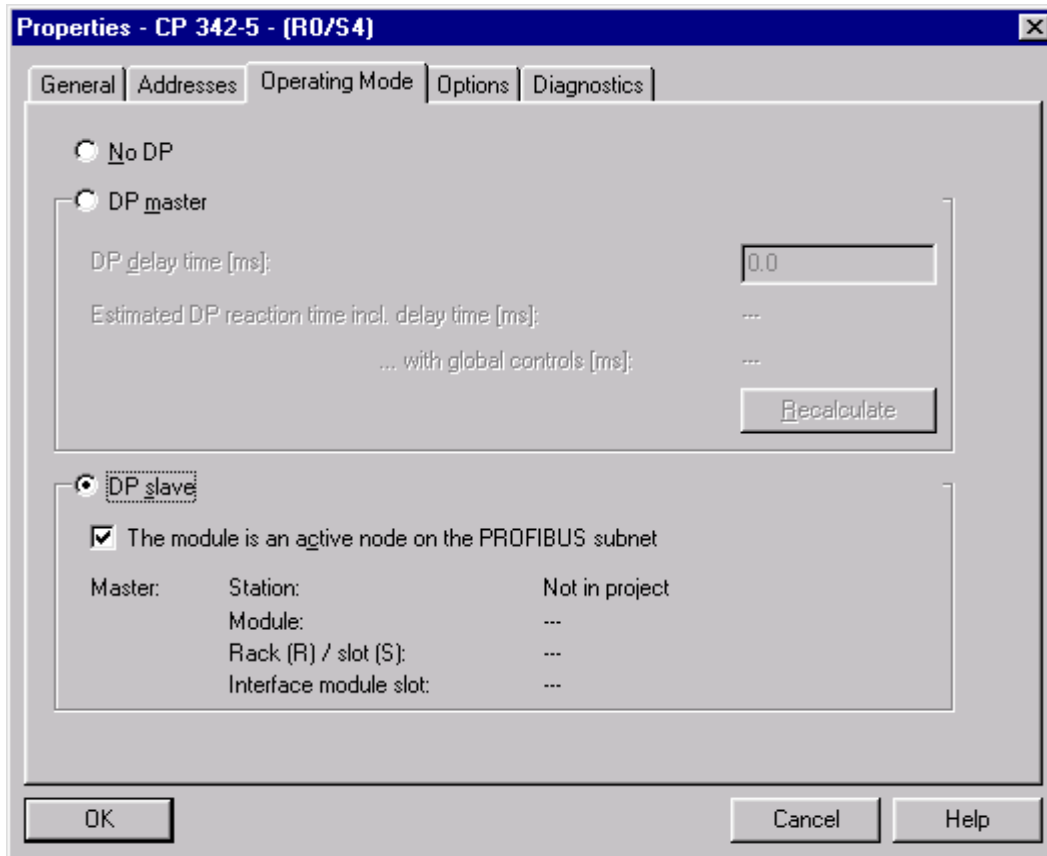 Properties - CP 342-5 - (R0/S4)
General Addresses Operating Mode Options Diagnostics
No DP
DP master
DP delay time [ms]: 0.0
Estimated DP reaction time incl. delay time [ms]: ---
... with global controls [ms]: ---
Recalculate
DP slave
The module is an active node on the PROFIBUS subnet
Master: Station: Not in project
Module: ---
Rack (R) / slot (S): ---
Interface module slot: ---
OK Cancel Help